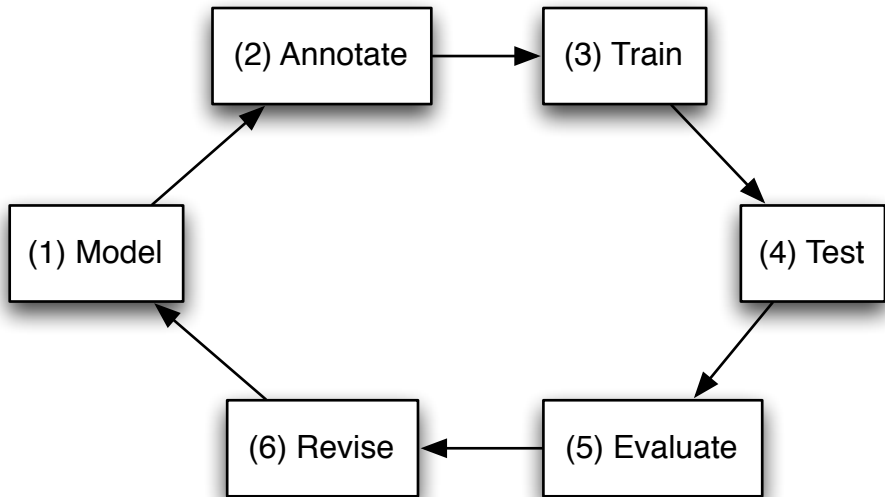 (1) Model
(2) Annotate
(3) Train
(4) Test
(5) Evaluate
(6) Revise